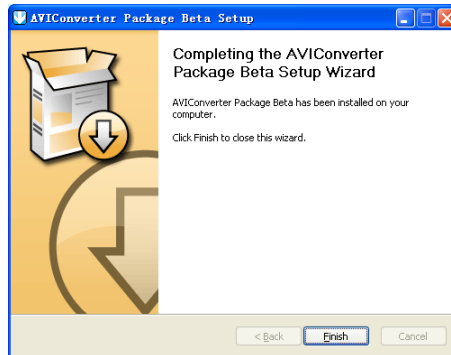 AVIConverter Package Beta Setup
Completing the AVIConverter
Package Beta Setup Wizard
AVIConverter Package Beta has been installed on your
computer.
Click Finish to close this wizard.
< Back
Finish
Cancel